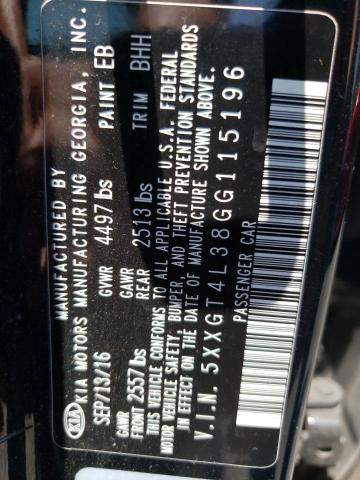 MANUFACTURED BY
KIA KIA MOTORS MANUFACTURING GEORGIA, INC.
SEP/13/16 GVWR 4497 lbs PAINT EB
GAWR FRONT 2557 lbs GAWR REAR 2513 lbs TRIM BHH
THIS VEHICLE CONFORMS TO ALL APPLICABLE U.S.A. FEDERAL
MOTOR VEHICLE SAFETY, BUMPER, AND THEFT PREVENTION STANDARDS
IN EFFECT ON THE DATE OF MANUFACTURE SHOWN ABOVE.
V.I.N. 5XXGT4L38GG115196
PASSENGER CAR